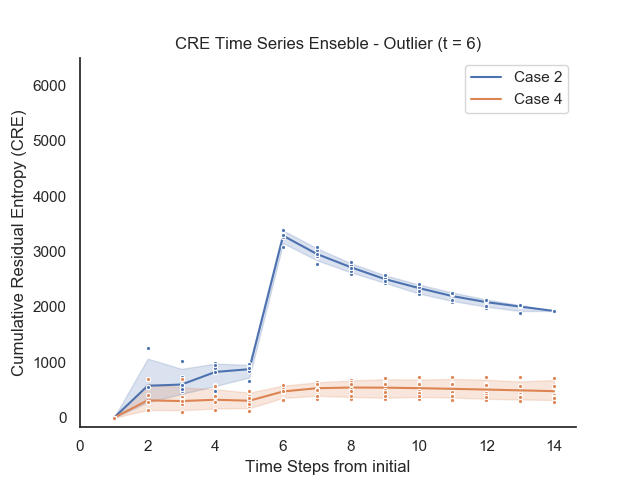 CRE Time Series Enseble - Outlier (t = 6)
Case 2
Case 4
Cumulative Residual Entropy (CRE)
6000
5000
4000
3000
2000
1000
0
0 2 4 6 8 10 12 14
Time Steps from initial